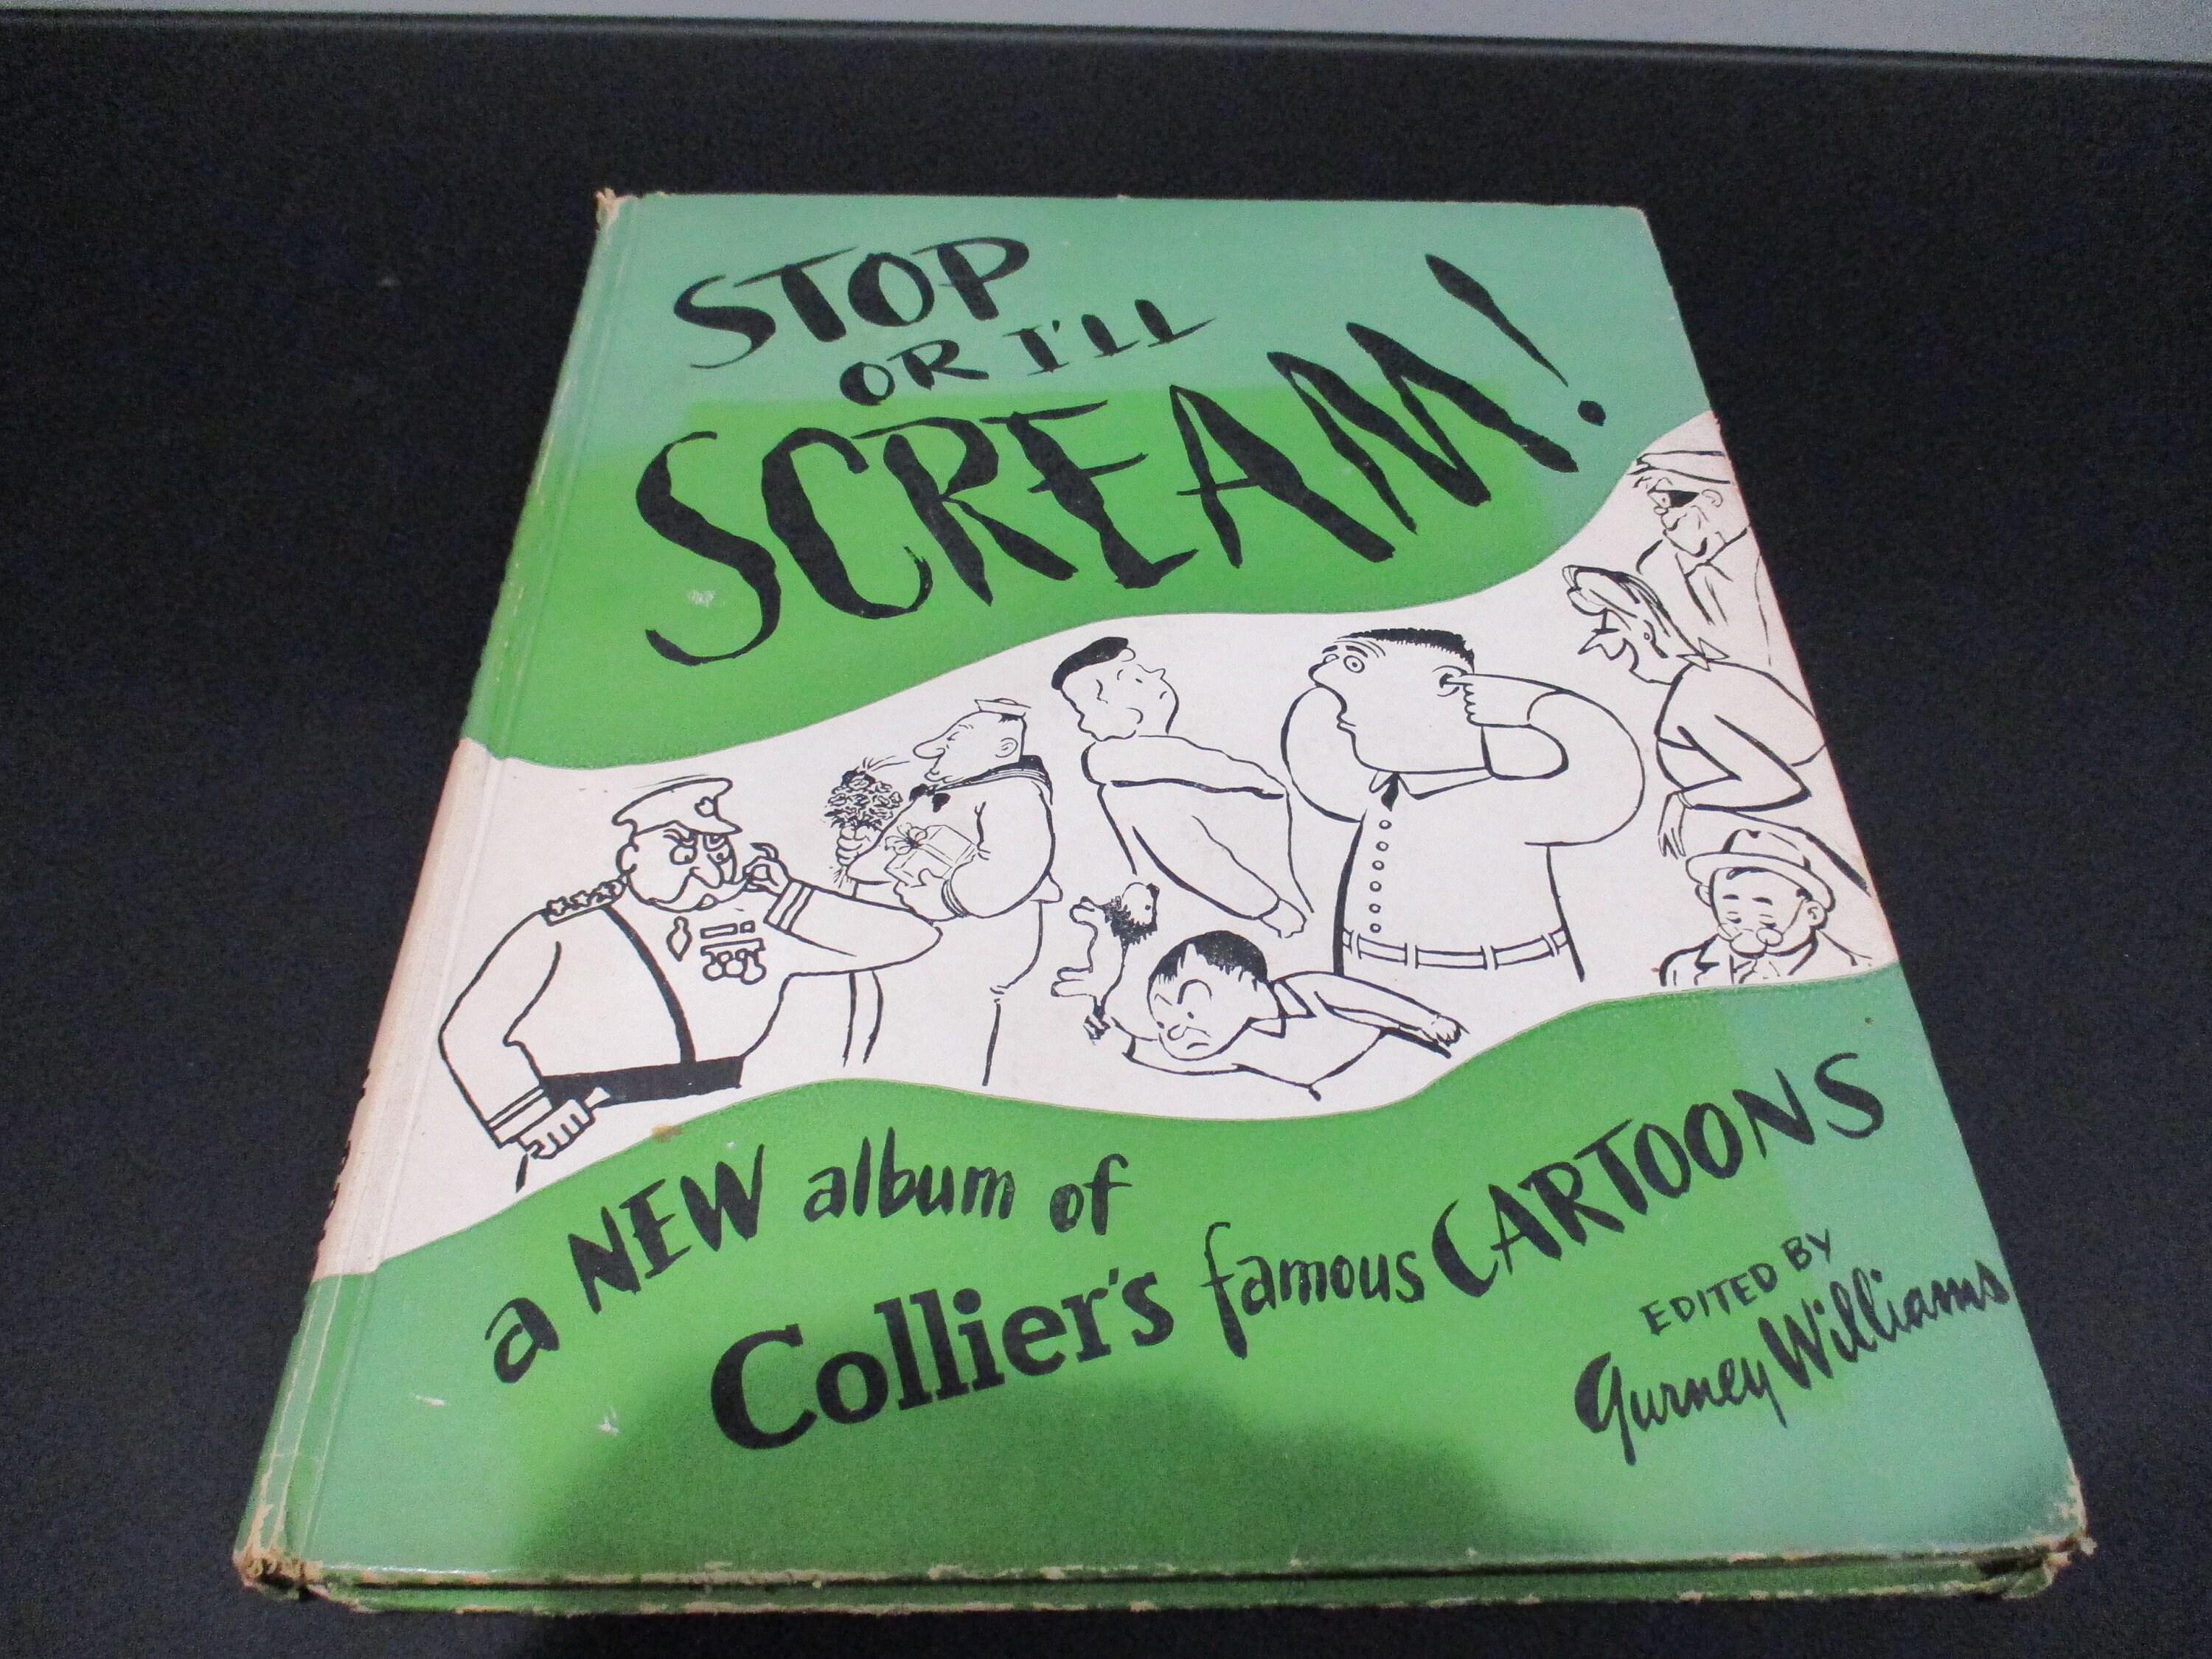 STOP
OR I'LL
SCREAM!
a NEW album of
Collier's famous CARTOONS
EDITED BY
Gurney Williams